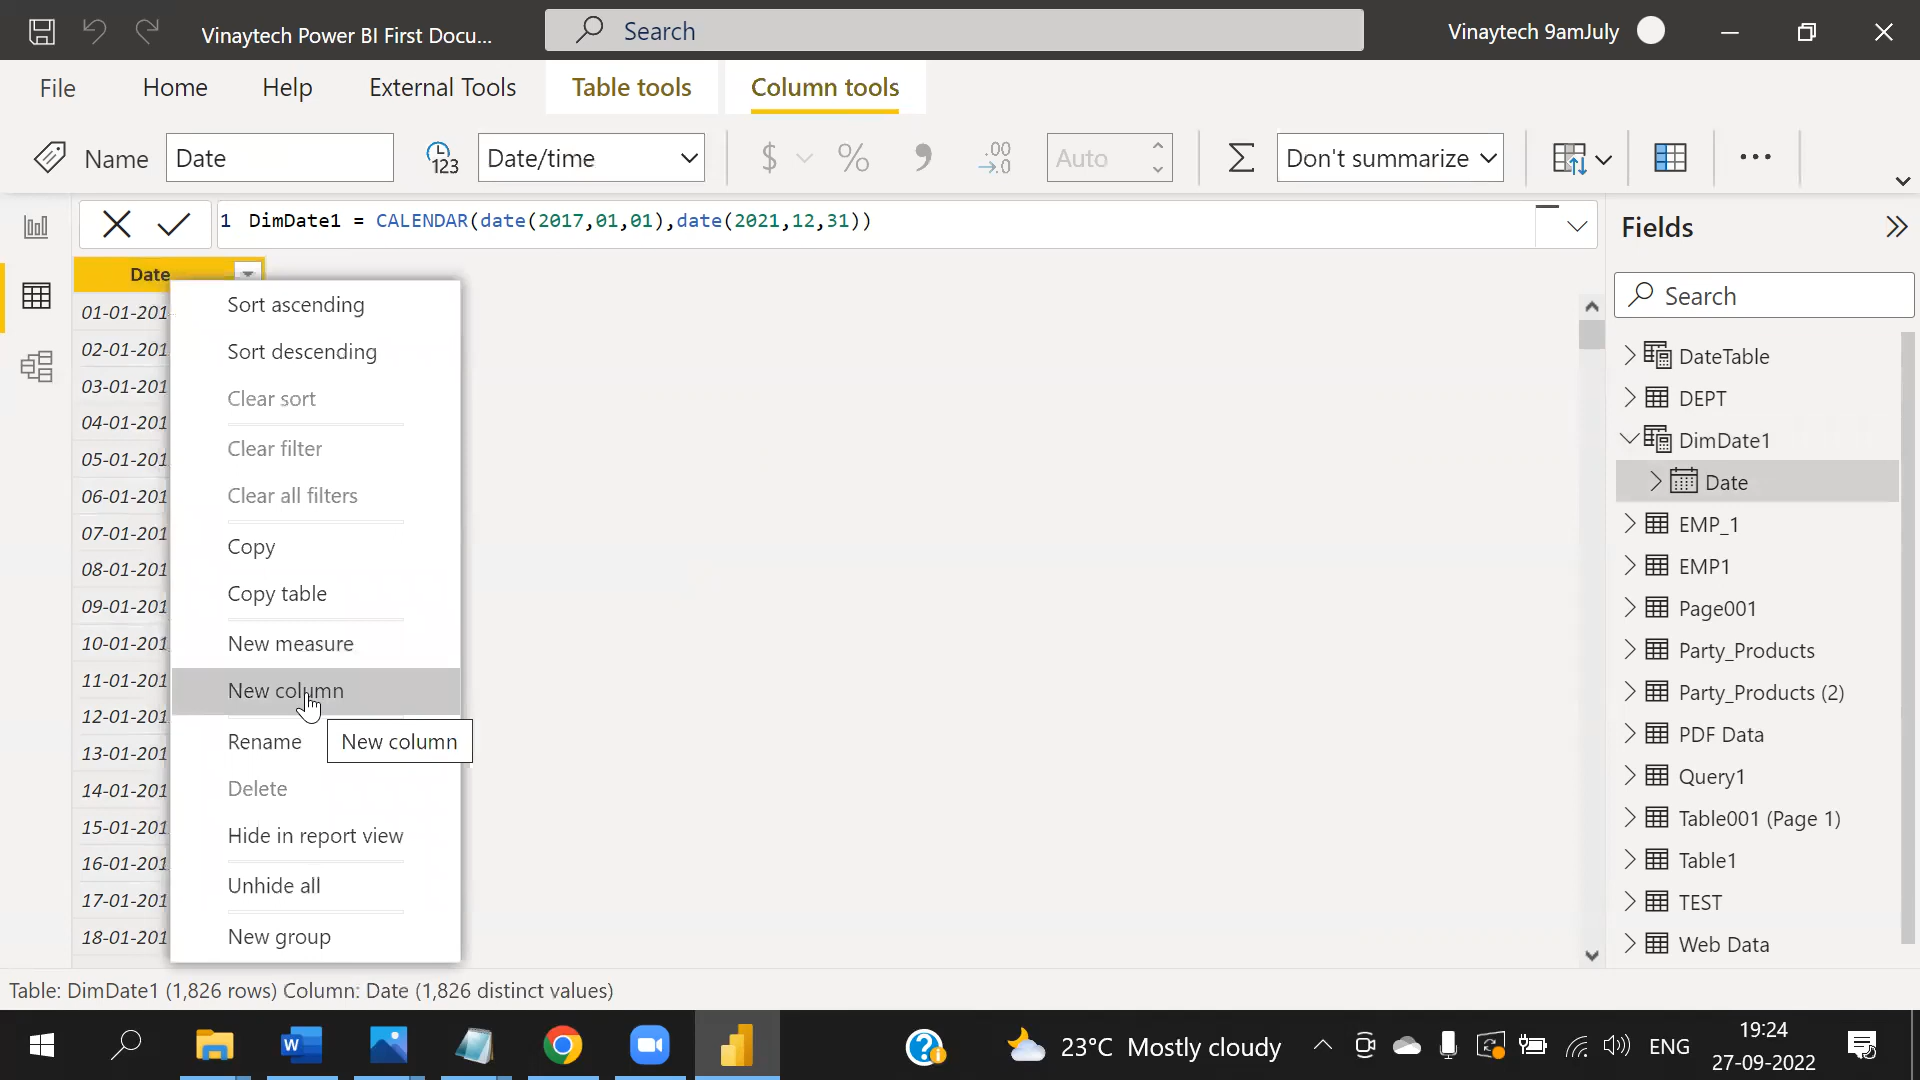 Vinaytech Power BI First Docu...
Search
Vinaytech 9amJuly
File
Home
Help
External Tools
Table tools
Column tools
Name
Date
123
Date/time
$
%
.00
.0
Auto
Don't summarize
1 DimDate1 = CALENDAR(date(2017,01,01),date(2021,12,31))
Date
01-01-201
02-01-201
03-01-201
04-01-201
05-01-201
06-01-201
07-01-201
08-01-201
09-01-201
10-01-201
11-01-201
12-01-201
13-01-201
14-01-201
15-01-201
16-01-201
17-01-201
18-01-201
Sort ascending
Sort descending
Clear sort
Clear filter
Clear all filters
Copy
Copy table
New measure
New column
Rename
New column
Delete
Hide in report view
Unhide all
New group
Fields
Search
DateTable
DEPT
DimDate1
Date
EMP_1
EMP1
Page001
Party_Products
Party_Products (2)
PDF Data
Query1
Table001 (Page 1)
Table1
TEST
Web Data
Table: DimDate1 (1,826 rows) Column: Date (1,826 distinct values)
23°C Mostly cloudy
ENG
19:24
27-09-2022